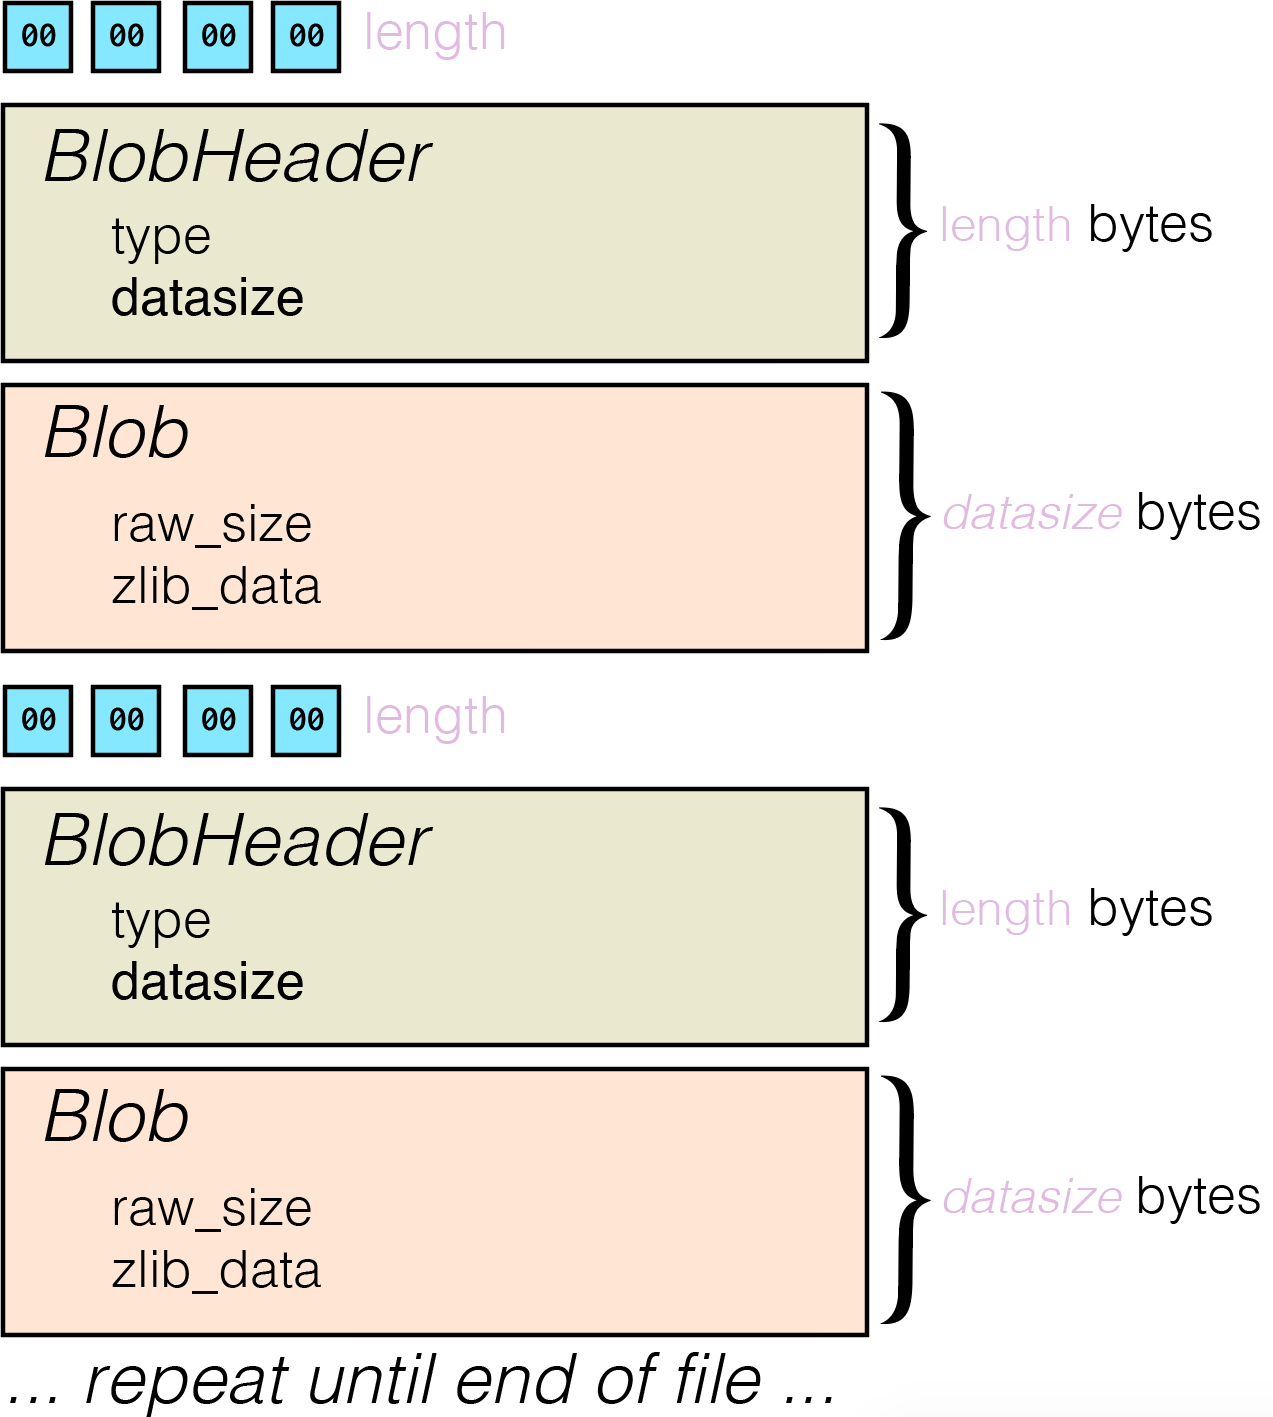 00 00 00 00 length
BlobHeader
type
datasize
length bytes
Blob
raw_size
zlib_data
datasize bytes
00 00 00 00 length
BlobHeader
type
datasize
length bytes
Blob
raw_size
zlib_data
datasize bytes
... repeat until end of file ...